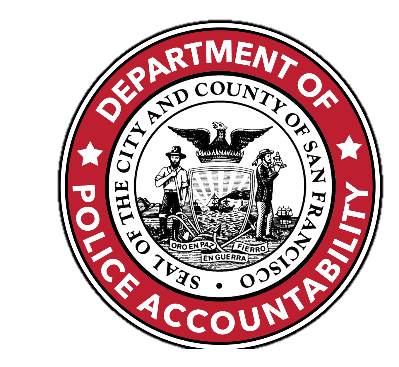 DEPARTMENT OF
POLICE ACCOUNTABILITY
SEAL OF THE CITY AND COUNTY OF SAN FRANCISCO
ORO EN PAZ
FIERRO
EN GUERRA